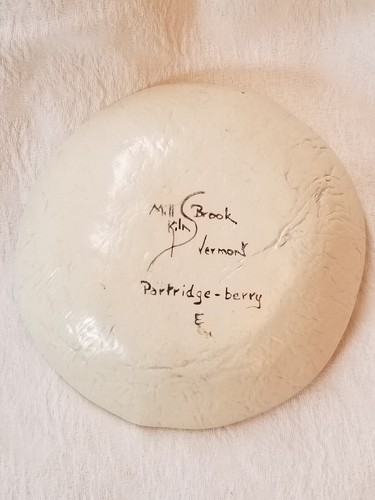 Mill Brook
Kiln
Vermont
Partridge-berry
E